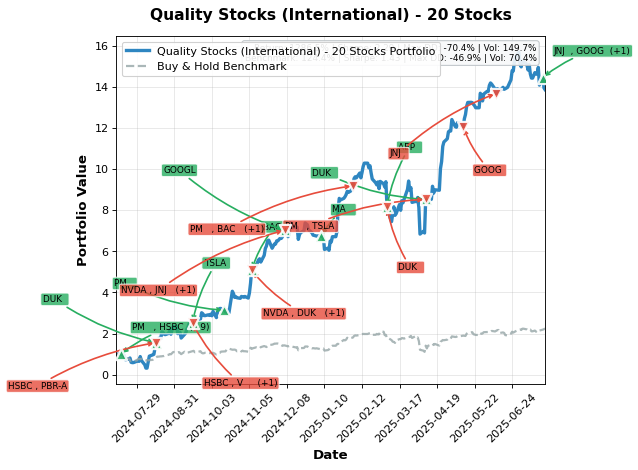 Quality Stocks (International) - 20 Stocks
Quality Stocks (International) - 20 Stocks Portfolio
-70.4% | Vol: 149.7%
Buy & Hold Benchmark
DD: -46.9% | Vol: 70.4%
JNJ , GOOG (+1)
16
14
12
10
8
6
4
2
0
Portfolio Value
AEP
JNJ
GOOGL
DUK
GOOG
MA
PM , BAC (+1)
BAC
PM , TSLA
TSLA
DUK
PM
NVDA , JNJ (+1)
DUK
NVDA , DUK (+1)
PM , HSBC
HSBC , PBR-A
HSBC , V (+1)
2024-07-29
2024-08-31
2024-10-03
2024-11-05
2024-12-08
2025-01-10
2025-02-12
2025-03-17
2025-04-19
2025-05-22
2025-06-24
Date